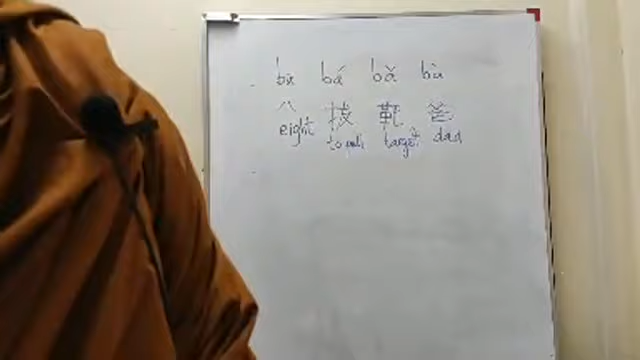 bā bá bǎ bà
八 拔 靶 爸
eight to pull target dad